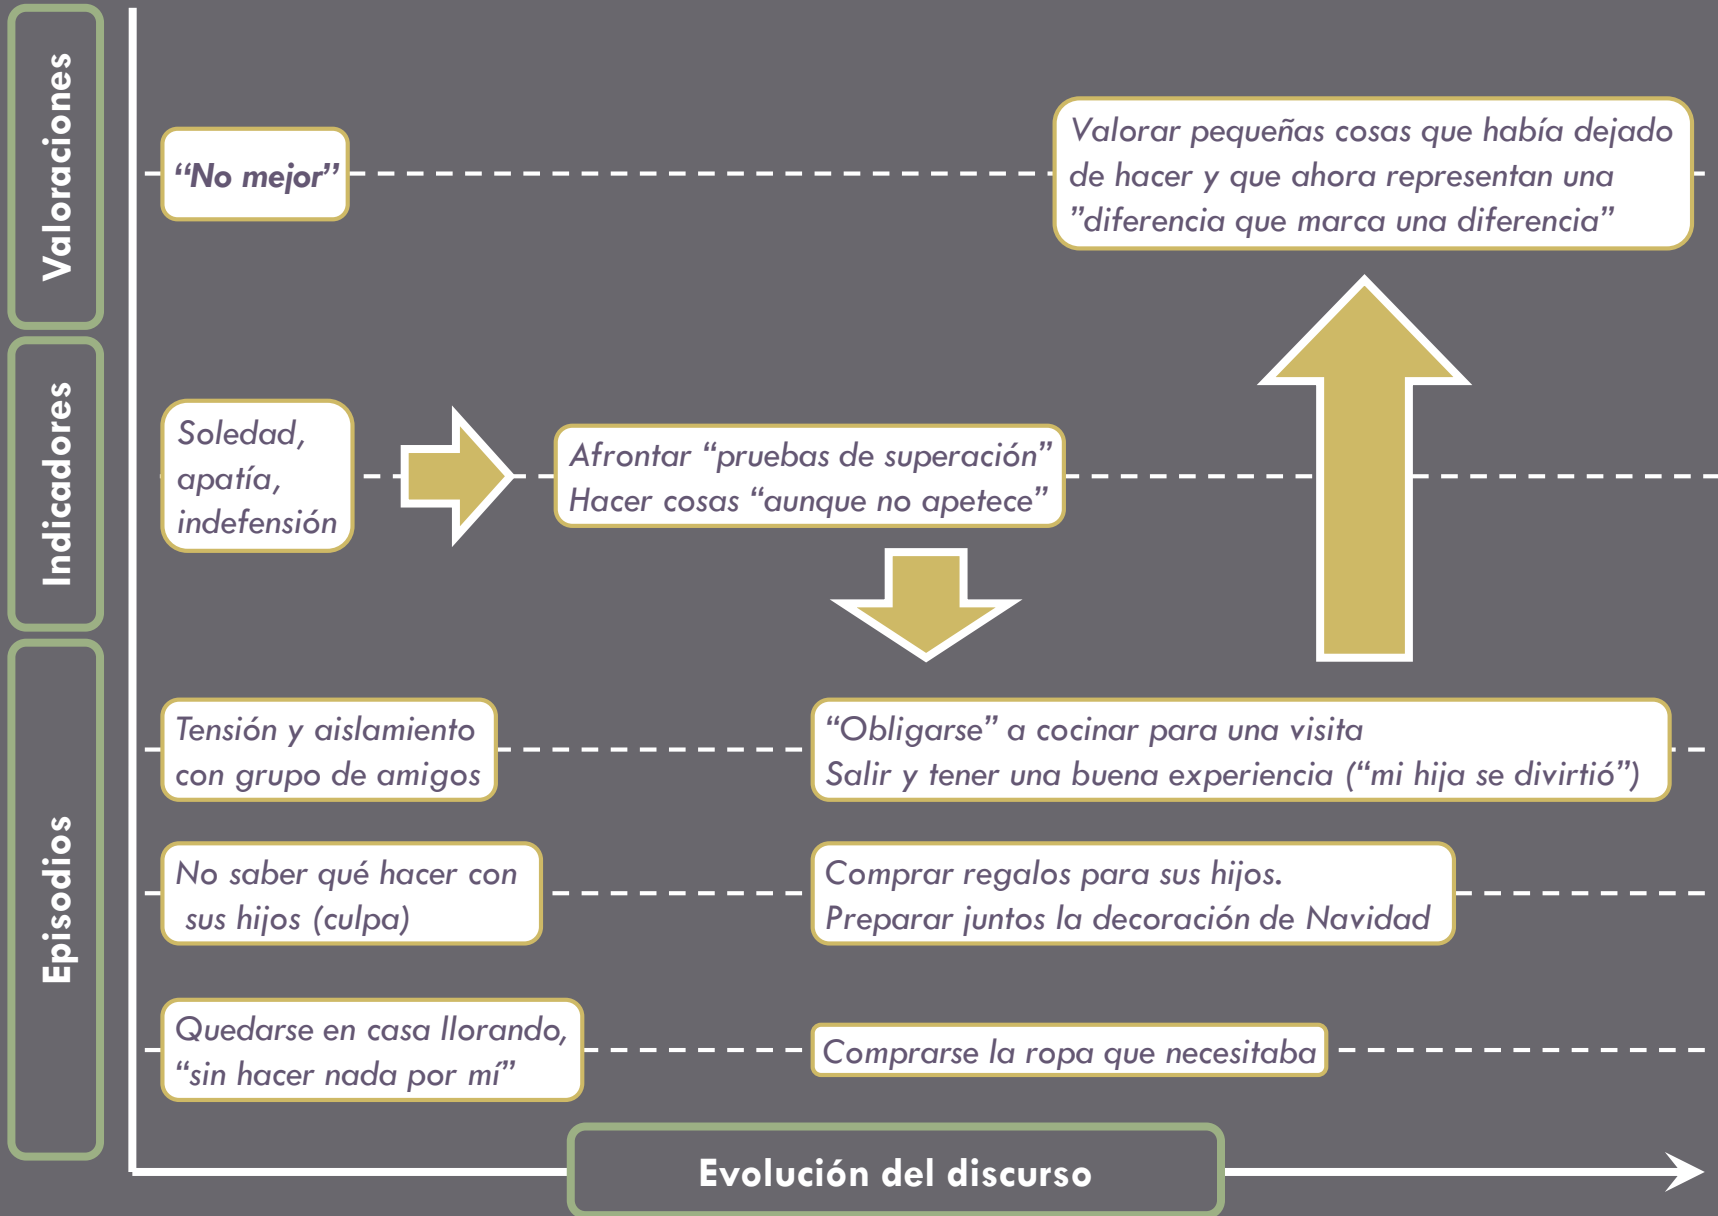 Valoraciones
“No mejor”
Valorar pequeñas cosas que había dejado
de hacer y que ahora representan una
”diferencia que marca una diferencia”
Indicadores
Soledad,
apatía,
indefensión
Afrontar “pruebas de superación”
Hacer cosas “aunque no apetece”
Episodios
Tensión y aislamiento
con grupo de amigos
“Obligarse” a cocinar para una visita
Salir y tener una buena experiencia (“mi hija se divirtió”)
No saber qué hacer con
sus hijos (culpa)
Comprar regalos para sus hijos.
Preparar juntos la decoración de Navidad
Quedarse en casa llorando,
“sin hacer nada por mí”
Comprarse la ropa que necesitaba
Evolución del discurso